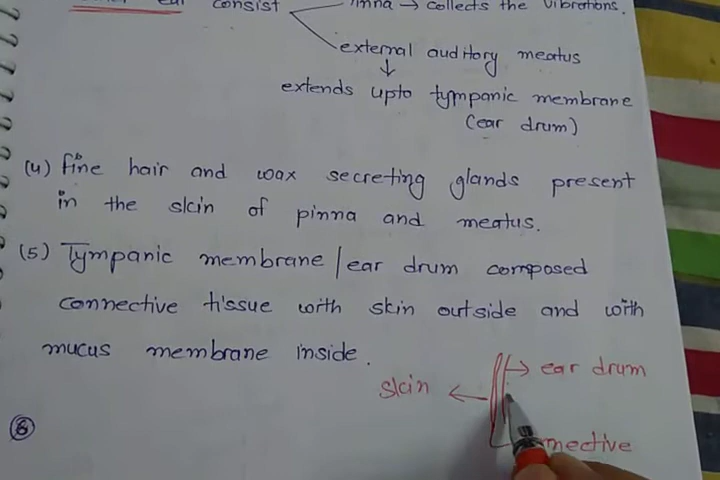 ear consist pinna → collects the vibrations.
external auditory meatus
↓
extends upto tympanic membrane
(ear drum)
(4) fine hair and wax secreting glands present
in the skin of pinna and meatus.
(5) Tympanic membrane/ear drum composed
connective tissue with skin outside and with
mucus membrane inside.
→ ear drum
skin ←
(6)